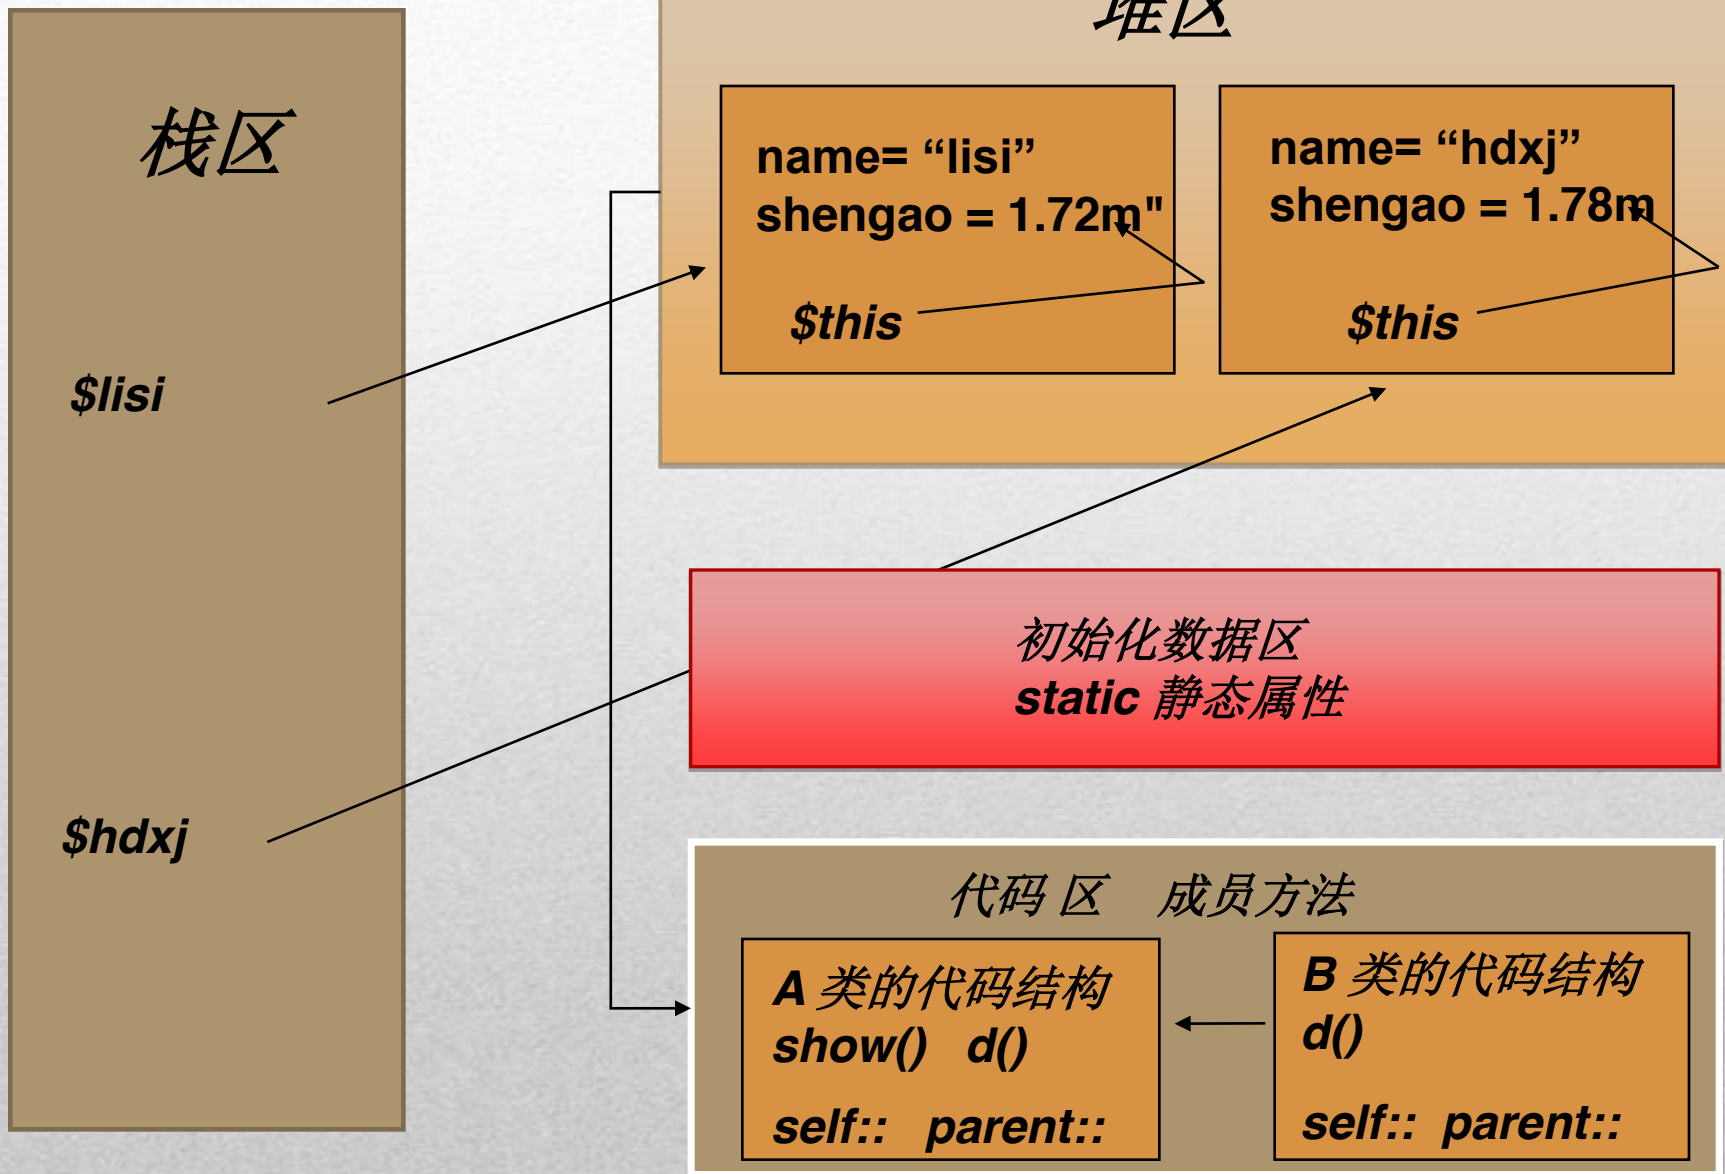 栈区
$lisi
$hdxj
堆区
name= “lisi”
shengao = 1.72m"
$this
name= “hdxj”
shengao = 1.78m
$this
初始化数据区
static 静态属性
代码 区 成员方法
A 类的代码结构
show() d()
self:: parent::
B 类的代码结构
d()
self:: parent::